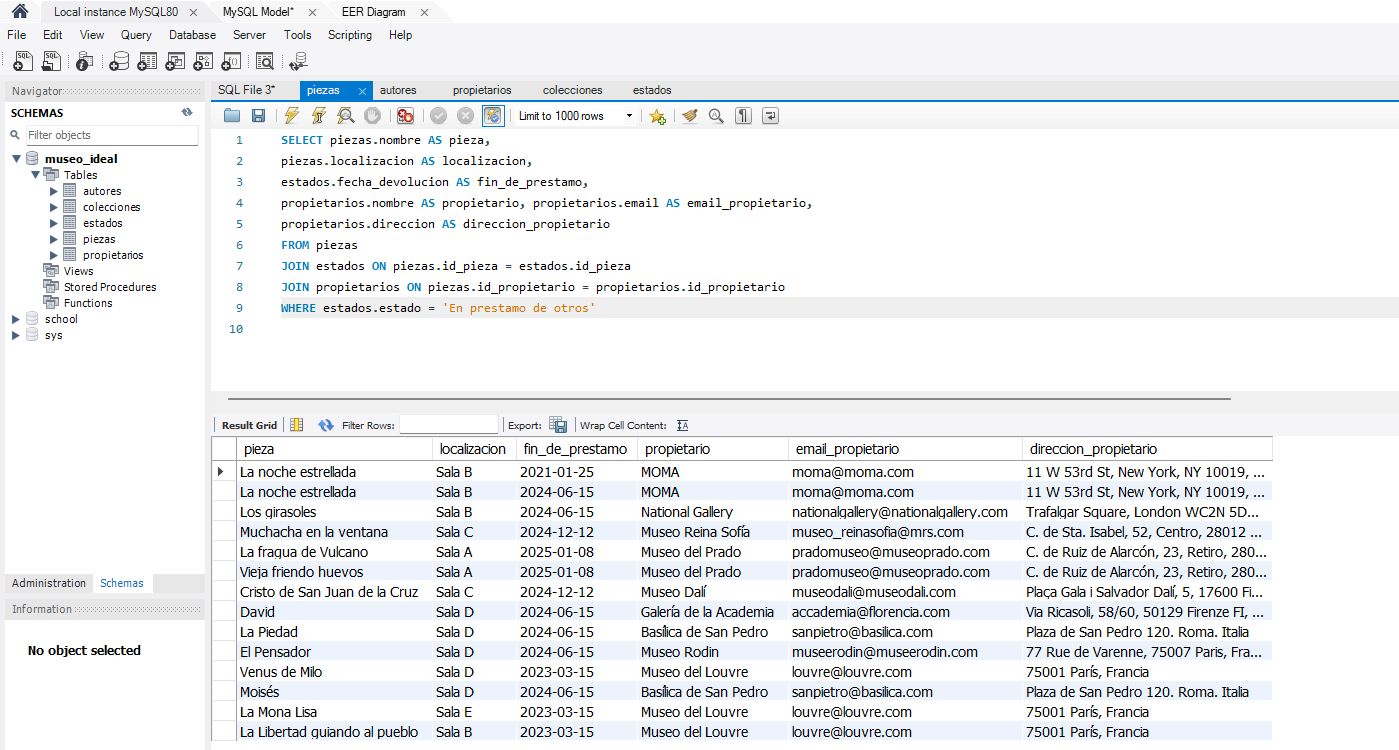 Local instance MySQL80 MySQL Model* EER Diagram
File Edit View Query Database Server Tools Scripting Help
Navigator
SCHEMAS
Filter objects
museo_ideal
Tables
autores
colecciones
estados
piezas
propietarios
Views
Stored Procedures
Functions
school
sys
Administration Schemas
Information
No object selected
SQL File 3* piezas autores propietarios colecciones estados
Limit to 1000 rows
1 SELECT piezas.nombre AS pieza,
2 piezas.localizacion AS localizacion,
3 estados.fecha_devolucion AS fin_de_prestamo,
4 propietarios.nombre AS propietario, propietarios.email AS email_propietario,
5 propietarios.direccion AS direccion_propietario
6 FROM piezas
7 JOIN estados ON piezas.id_pieza = estados.id_pieza
8 JOIN propietarios ON piezas.id_propietario = propietarios.id_propietario
9 WHERE estados.estado = 'En prestamo de otros'
10
Result Grid Filter Rows: Export: Wrap Cell Content:
pieza localizacion fin_de_prestamo propietario email_propietario direccion_propietario
La noche estrellada Sala B 2021-01-25 MOMA moma@moma.com 11 W 53rd St, New York, NY 10019, ...
La noche estrellada Sala B 2024-06-15 MOMA moma@moma.com 11 W 53rd St, New York, NY 10019, ...
Los girasoles Sala B 2024-06-15 National Gallery nationalgallery@nationalgallery.com Trafalgar Square, London WC2N 5D...
Muchacha en la ventana Sala C 2024-12-12 Museo Reina Sofía museo_reinasofia@mrs.com C. de Sta. Isabel, 52, Centro, 28012 ...
La fragua de Vulcano Sala A 2025-01-08 Museo del Prado pradomuseo@museoprado.com C. de Ruiz de Alarcón, 23, Retiro, 280...
Vieja friendo huevos Sala A 2025-01-08 Museo del Prado pradomuseo@museoprado.com C. de Ruiz de Alarcón, 23, Retiro, 280...
Cristo de San Juan de la Cruz Sala C 2024-12-12 Museo Dalí museodali@museodali.com Plaça Gala i Salvador Dalí, 5, 17600 Fi...
David Sala D 2024-06-15 Galería de la Academia accademia@florencia.com Via Ricasoli, 58/60, 50129 Firenze FI, ...
La Piedad Sala D 2024-06-15 Basílica de San Pedro sanpietro@basilica.com Plaza de San Pedro 120. Roma. Italia
El Pensador Sala D 2024-06-15 Museo Rodin museerodin@museerodin.com 77 Rue de Varenne, 75007 Paris, Fra...
Venus de Milo Sala D 2023-03-15 Museo del Louvre louvre@louvre.com 75001 París, Francia
Moisés Sala D 2024-06-15 Basílica de San Pedro sanpietro@basilica.com Plaza de San Pedro 120. Roma. Italia
La Mona Lisa Sala E 2023-03-15 Museo del Louvre louvre@louvre.com 75001 París, Francia
La Libertad guiando al pueblo Sala B 2023-03-15 Museo del Louvre louvre@louvre.com 75001 París, Francia